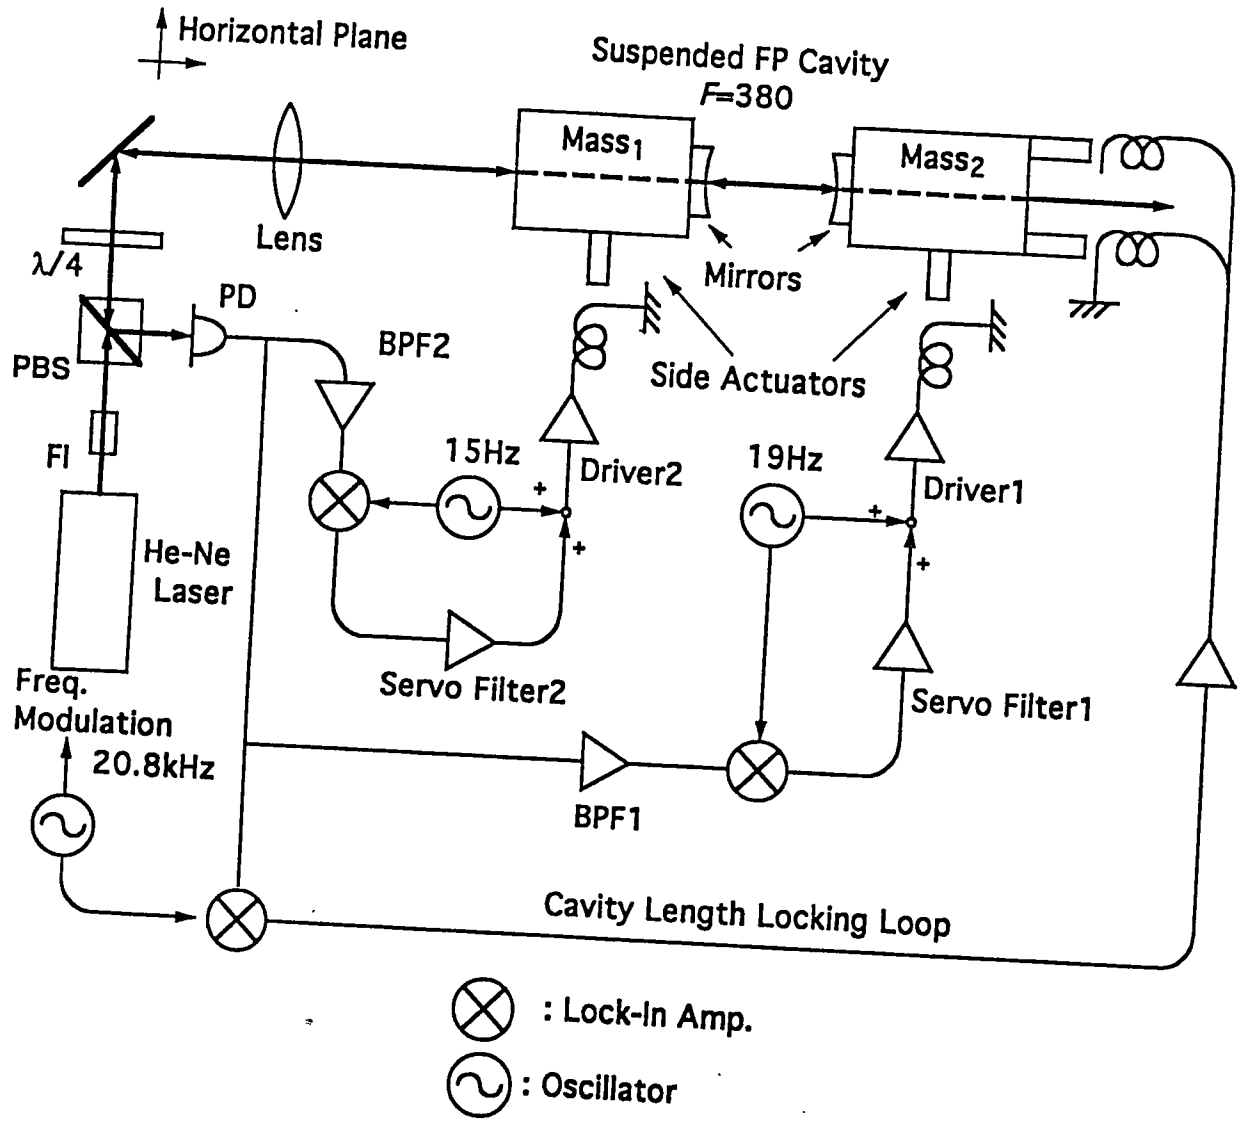 Horizontal Plane
Suspended FP Cavity
F=380
Mass1
Mass2
Lens
Mirrors
λ/4
PD
PBS
BPF2
Side Actuators
FI
15Hz
19Hz
Driver2
Driver1
He-Ne
Laser
Servo Filter2
Servo Filter1
Freq.
Modulation
20.8kHz
BPF1
Cavity Length Locking Loop
: Lock-In Amp.
: Oscillator